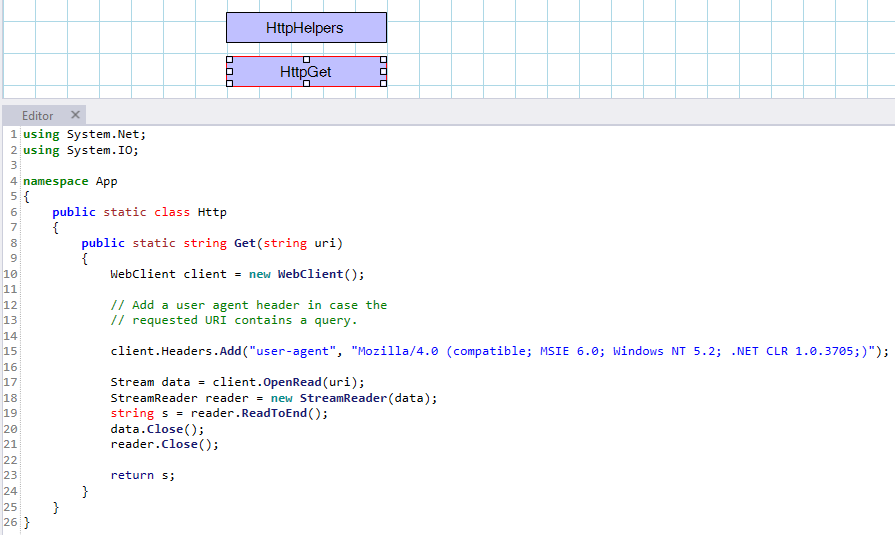 HttpHelpers
HttpGet
Editor ✕
1 using System.Net;
2 using System.IO;
3
4 namespace App
5 {
6     public static class Http
7     {
8         public static string Get(string uri)
9         {
10             WebClient client = new WebClient();
11
12             // Add a user agent header in case the
13             // requested URI contains a query.
14
15             client.Headers.Add("user-agent", "Mozilla/4.0 (compatible; MSIE 6.0; Windows NT 5.2; .NET CLR 1.0.3705;)");
16
17             Stream data = client.OpenRead(uri);
18             StreamReader reader = new StreamReader(data);
19             string s = reader.ReadToEnd();
20             data.Close();
21             reader.Close();
22
23             return s;
24         }
25     }
26 }